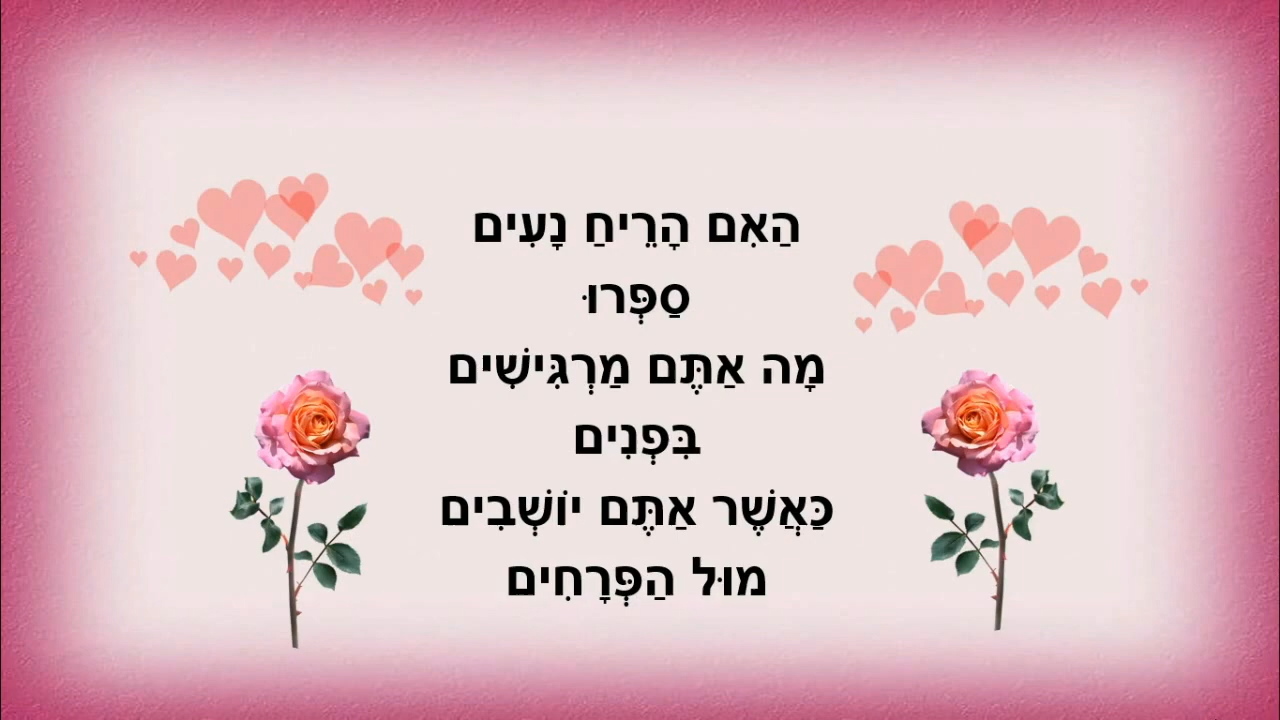 הַאִם הָרֵיחַ נָעִים
סַפְּרוּ
מָה אַתֶּם מַרְגִּישִׁים
בִּפְנִים
כַּאֲשֶׁר אַתֶּם יוֹשְׁבִים
מוּל הַפְּרָחִים